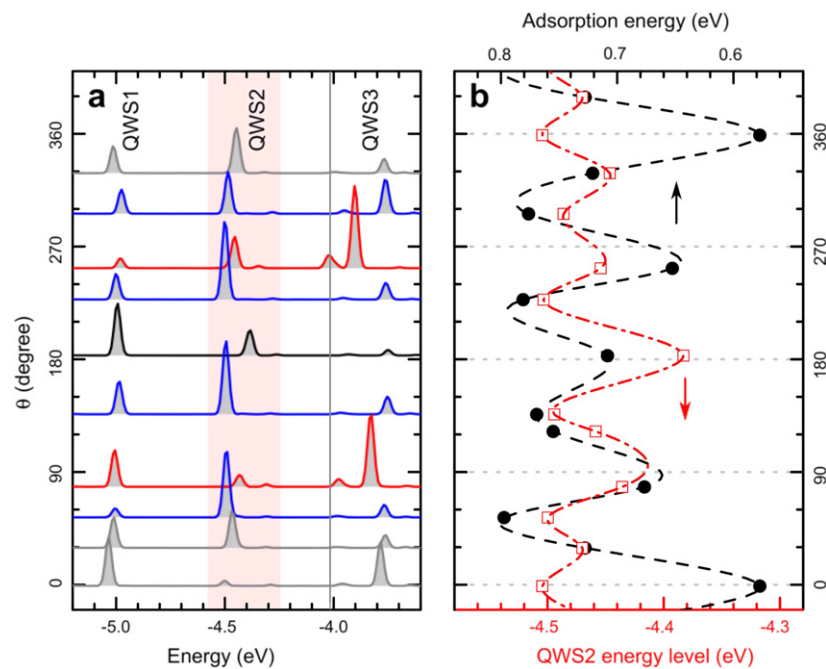 Adsorption energy (eV)
0.8 0.7 0.6
a b
QWS1 QWS2 QWS3
360 360
270 270
180 180
90 90
0 0
θ (degree) θ (degree)
-5.0 -4.5 -4.0 -4.5 -4.4 -4.3
Energy (eV) QWS2 energy level (eV)